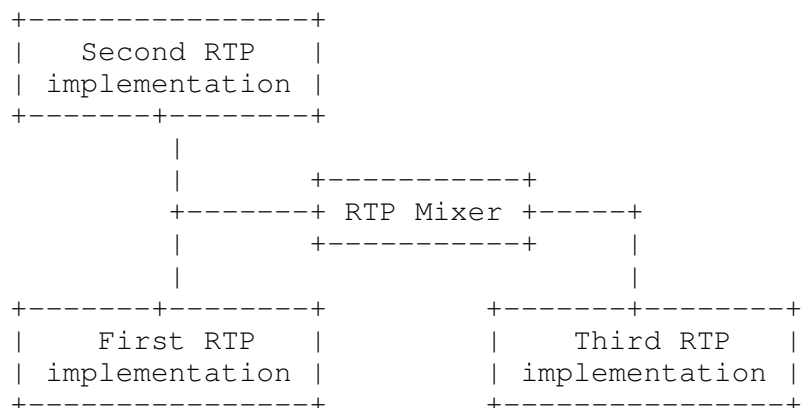 Second RTP
implementation
RTP Mixer
First RTP
implementation
Third RTP
implementation